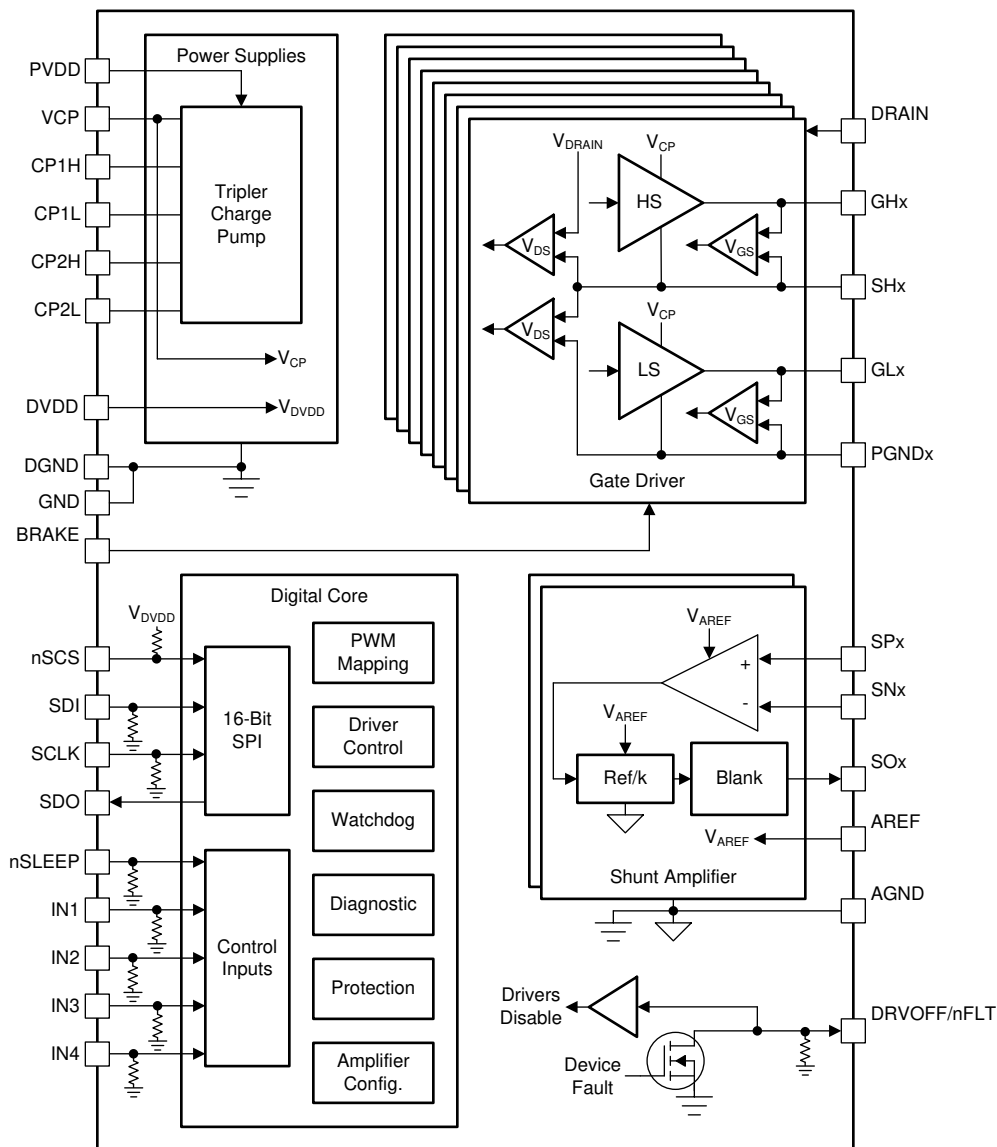 Power Supplies
PVDD
VCP
CP1H
CP1L
CP2H
CP2L
Tripler
Charge
Pump
VCP
DVDD
VDVDD
DGND
GND
BRAKE
VDRAIN
VCP
HS
VDS
VGS
VDS
VCP
LS
VGS
Gate Driver
DRAIN
GHx
SHx
GLx
PGNDx
Digital Core
VDVDD
nSCS
SDI
SCLK
SDO
16-Bit
SPI
nSLEEP
IN1
IN2
IN3
IN4
Control
Inputs
PWM
Mapping
Driver
Control
Watchdog
Diagnostic
Protection
Amplifier
Config.
VAREF
+
-
VAREF
Ref/k
Blank
VAREF
Shunt Amplifier
SPx
SNx
SOx
AREF
AGND
Drivers
Disable
Device
Fault
DRVOFF/nFLT